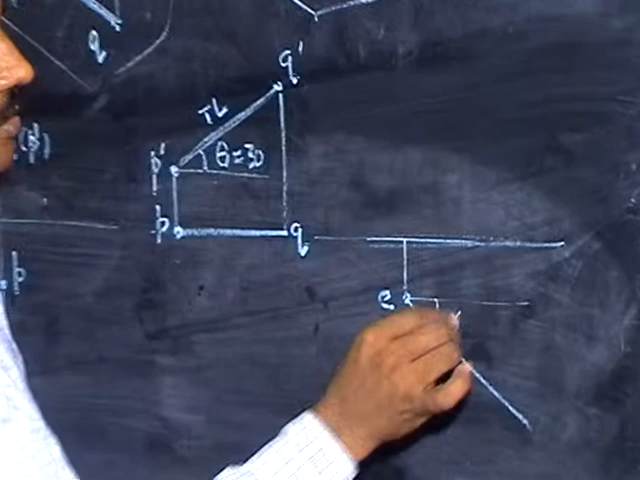 q
q'
TL
(p')
p'
θ = 30
p
q
p
e